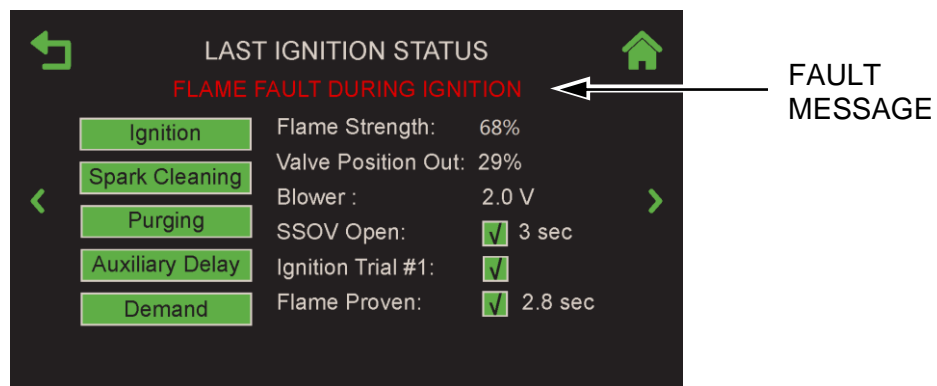 LAST IGNITION STATUS
FLAME FAULT DURING IGNITION
FAULT
MESSAGE
Ignition
Spark Cleaning
Purging
Auxiliary Delay
Demand
Flame Strength: 68%
Valve Position Out: 29%
Blower : 2.0 V
SSOV Open: √ 3 sec
Ignition Trial #1: √
Flame Proven: √ 2.8 sec